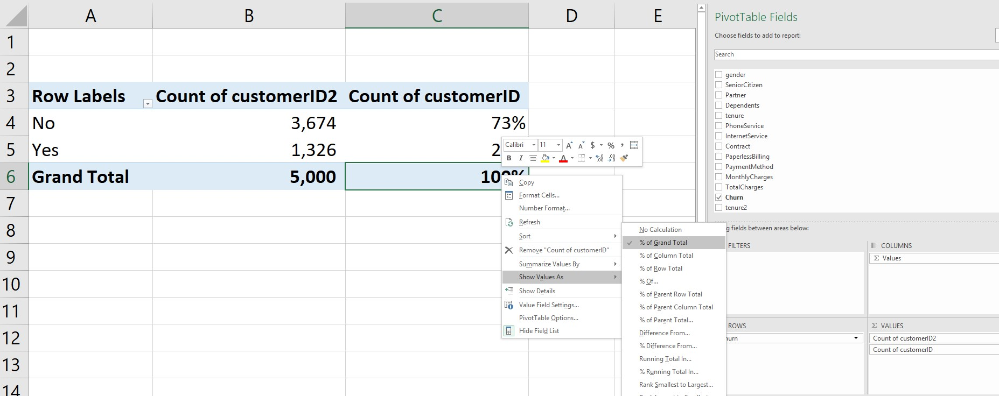 A B C D E
1
2
3 Row Labels Count of customerID2 Count of customerID
4 No 3,674 73%
5 Yes 1,326 2
6 Grand Total 5,000 100%
7
8
9
10
11
12
13
14
Calibri 11 A A $ % ,
B I A .00 .00
Copy
Format Cells...
Number Format...
Refresh
Sort
Remove "Count of customerID"
Summarize Values By
Show Values As
Show Details
Value Field Settings...
PivotTable Options...
Hide Field List
No Calculation
% of Grand Total
% of Column Total
% of Row Total
% Of...
% of Parent Row Total
% of Parent Column Total
% of Parent Total...
Difference From...
% Difference From...
Running Total In...
% Running Total In...
Rank Smallest to Largest...
PivotTable Fields
Choose fields to add to report:
Search
gender
SeniorCitizen
Partner
Dependents
tenure
PhoneService
InternetService
Contract
PaperlessBilling
PaymentMethod
MonthlyCharges
TotalCharges
Churn
tenure2
g fields between areas below:
FILTERS
COLUMNS
Σ Values
ROWS
hurn
Σ VALUES
Count of customerID2
Count of customerID